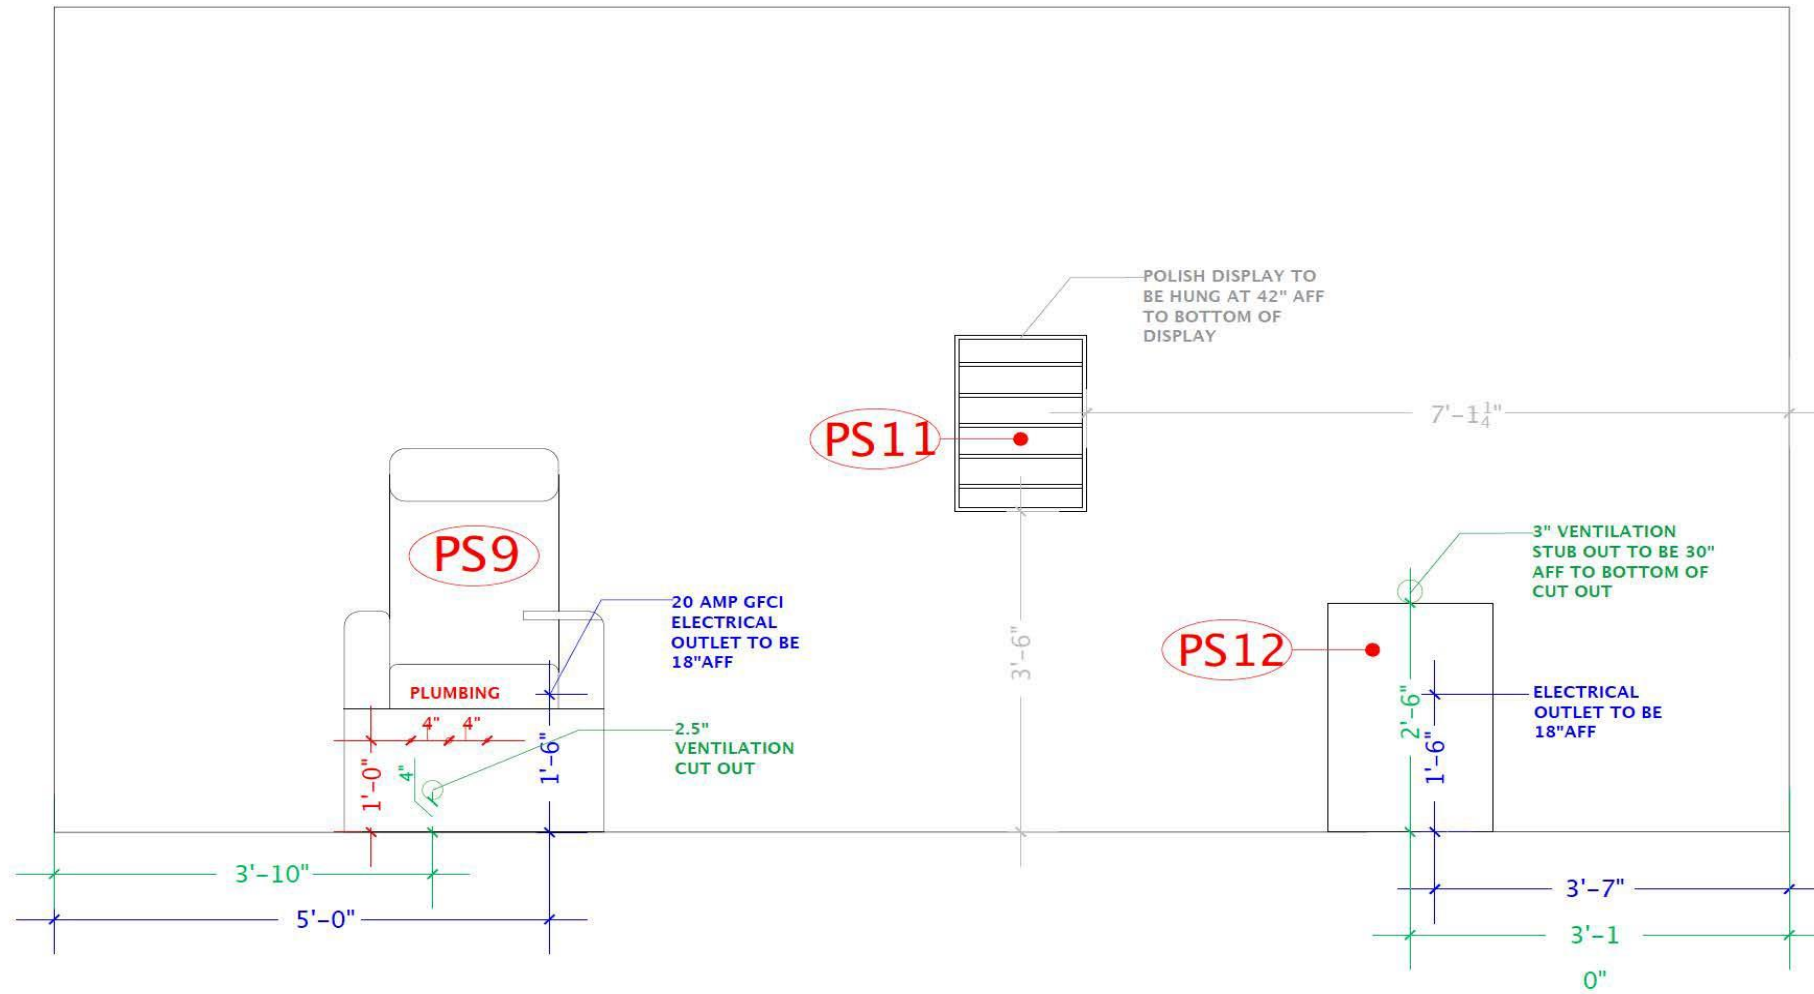 POLISH DISPLAY TO
BE HUNG AT 42" AFF
TO BOTTOM OF
DISPLAY
7'-1 1/4"
PS11
PS9
3" VENTILATION
STUB OUT TO BE 30"
AFF TO BOTTOM OF
CUT OUT
20 AMP GFCI
ELECTRICAL
OUTLET TO BE
18"AFF
3'-6"
PS12
PLUMBING
4" 4"
2.5"
VENTILATION
CUT OUT
1'-0"
4"
1'-6"
2'-6"
1'-6"
ELECTRICAL
OUTLET TO BE
18"AFF
3'-10"
5'-0"
3'-7"
3'-1
0"